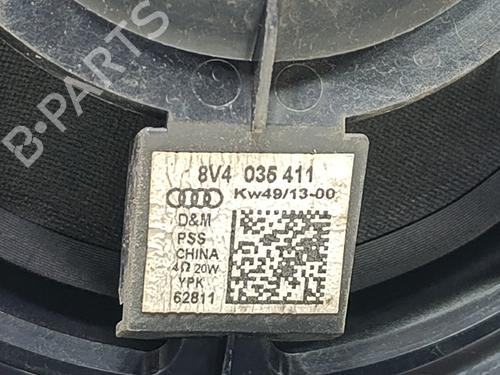 B-PARTS
8V4 035 411
Kw49/13-00
D&M
PSS
CHINA
4Ω 20W
YPK
62811